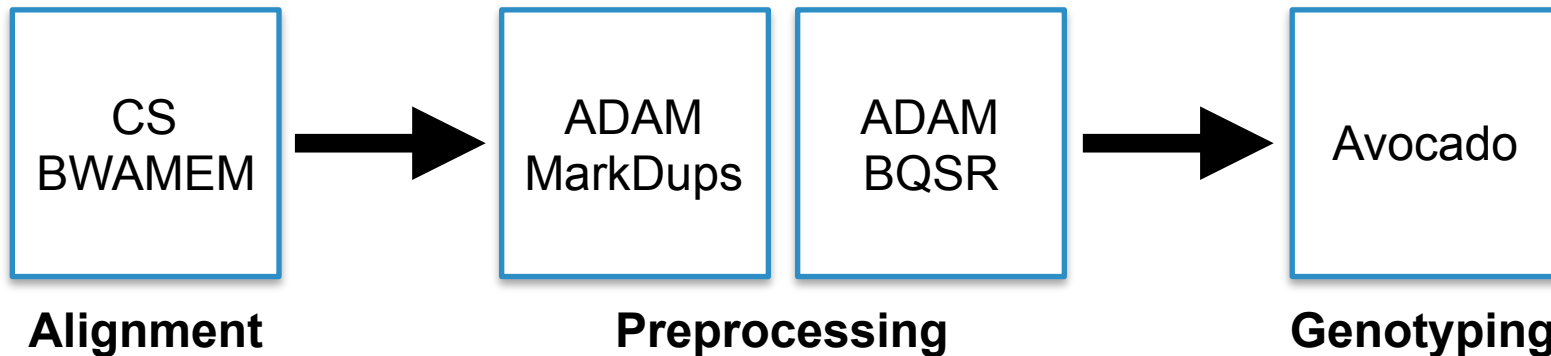 CS
BWAMEM
ADAM
MarkDups
ADAM
BQSR
Avocado
Alignment
Preprocessing
Genotyping